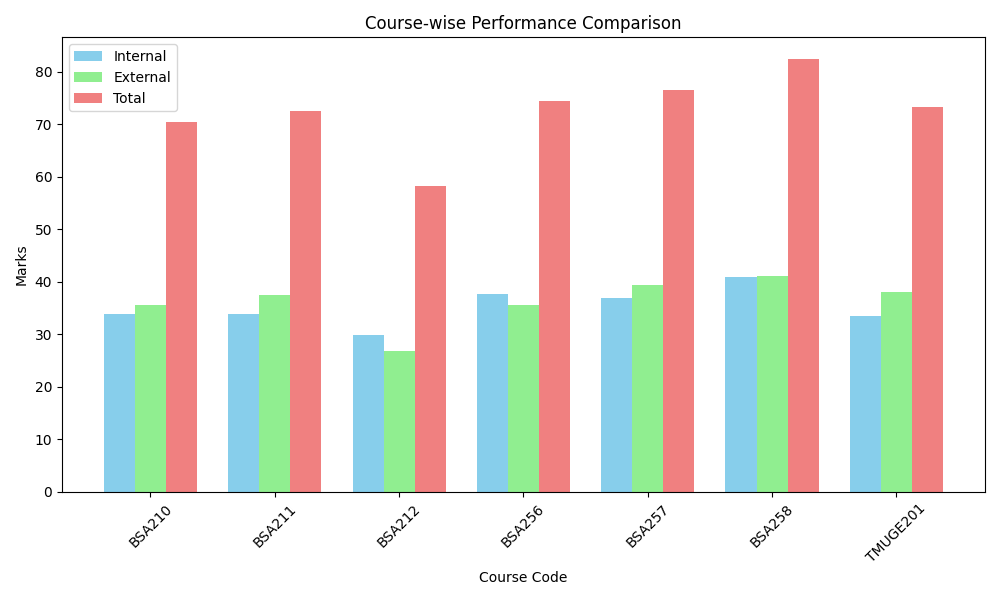 Course-wise Performance Comparison
Internal
External
Total
80
70
60
50
40
30
20
10
0
Marks
BSA210
BSA211
BSA212
BSA256
BSA257
BSA258
TMUGE201
Course Code